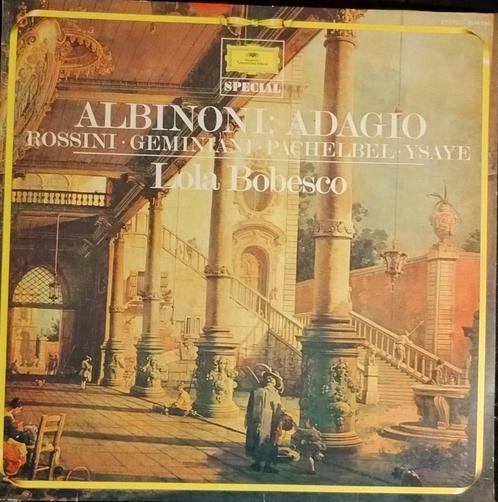 SPECIAL
ALBINONI: ADAGIO
ROSSINI · GEMINIANI · PACHELBEL · YSAYE
Lola Bobesco